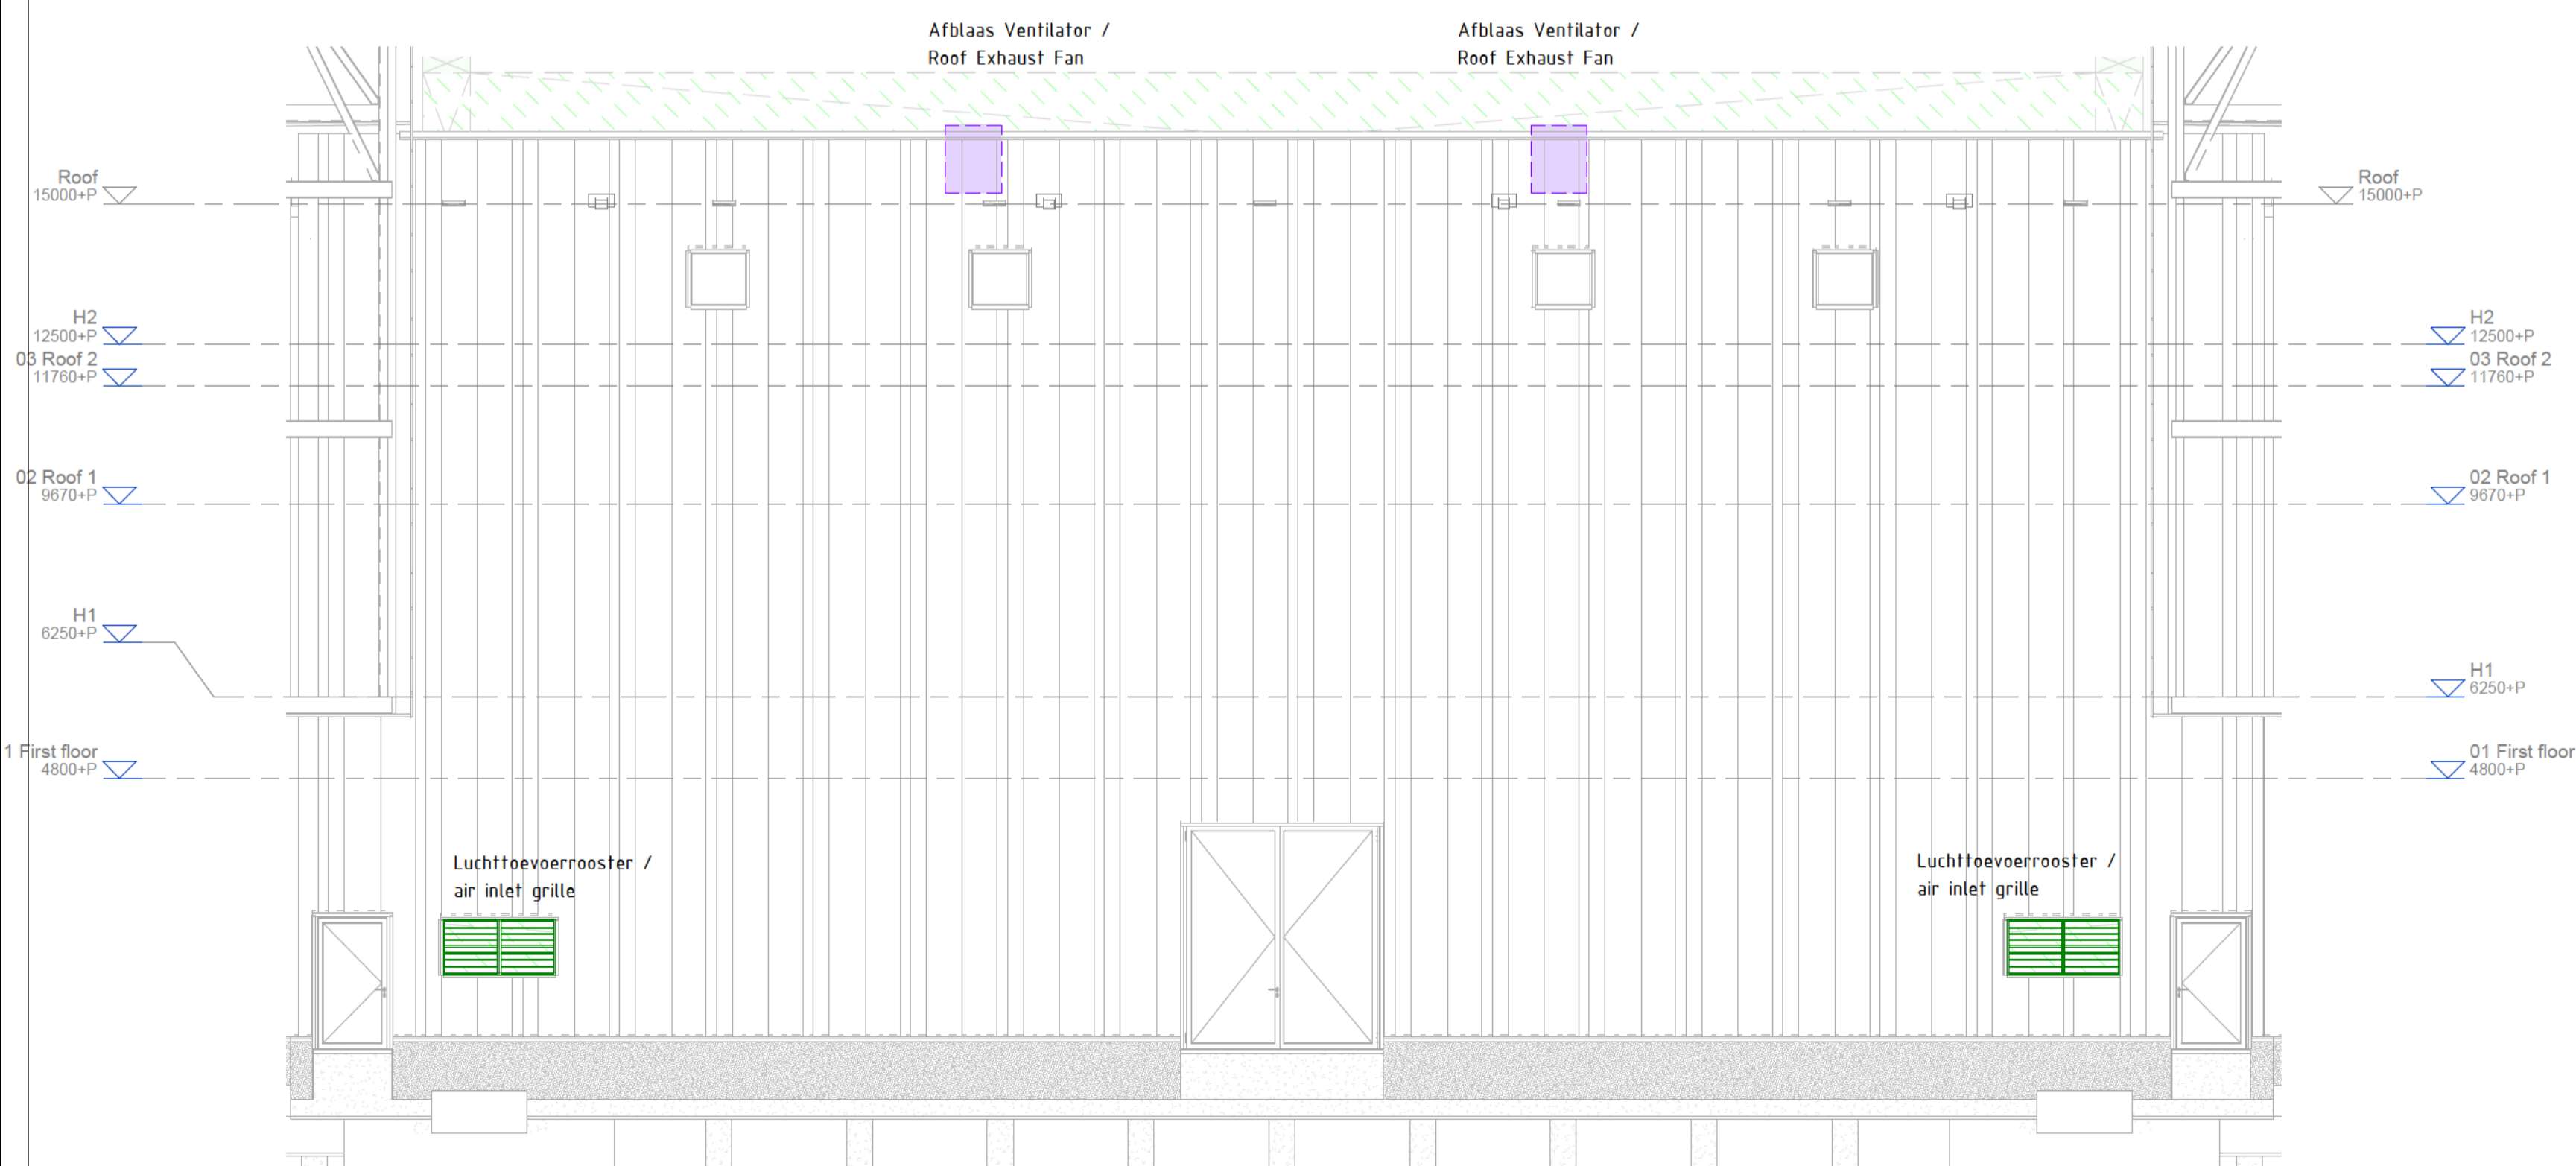 Afblaas Ventilator /
Roof Exhaust Fan
Afblaas Ventilator /
Roof Exhaust Fan
Roof
15000+P
Roof
15000+P
H2
12500+P
H2
12500+P
03 Roof 2
11760+P
03 Roof 2
11760+P
02 Roof 1
9670+P
02 Roof 1
9670+P
H1
6250+P
H1
6250+P
1 First floor
4800+P
01 First floor
4800+P
Luchttoevoerrooster /
air inlet grille
Luchttoevoerrooster /
air inlet grille